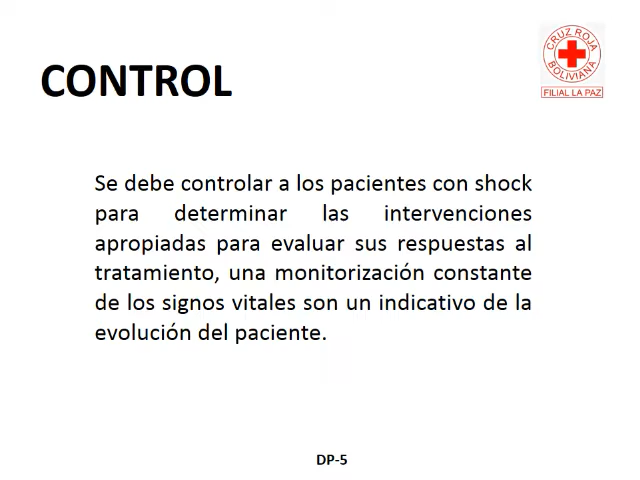 CRUZ ROJA
BOLIVIANA
FILIAL LA PAZ
CONTROL
Se debe controlar a los pacientes con shock
para determinar las intervenciones
apropiadas para evaluar sus respuestas al
tratamiento, una monitorización constante
de los signos vitales son un indicativo de la
evolución del paciente.
DP-5